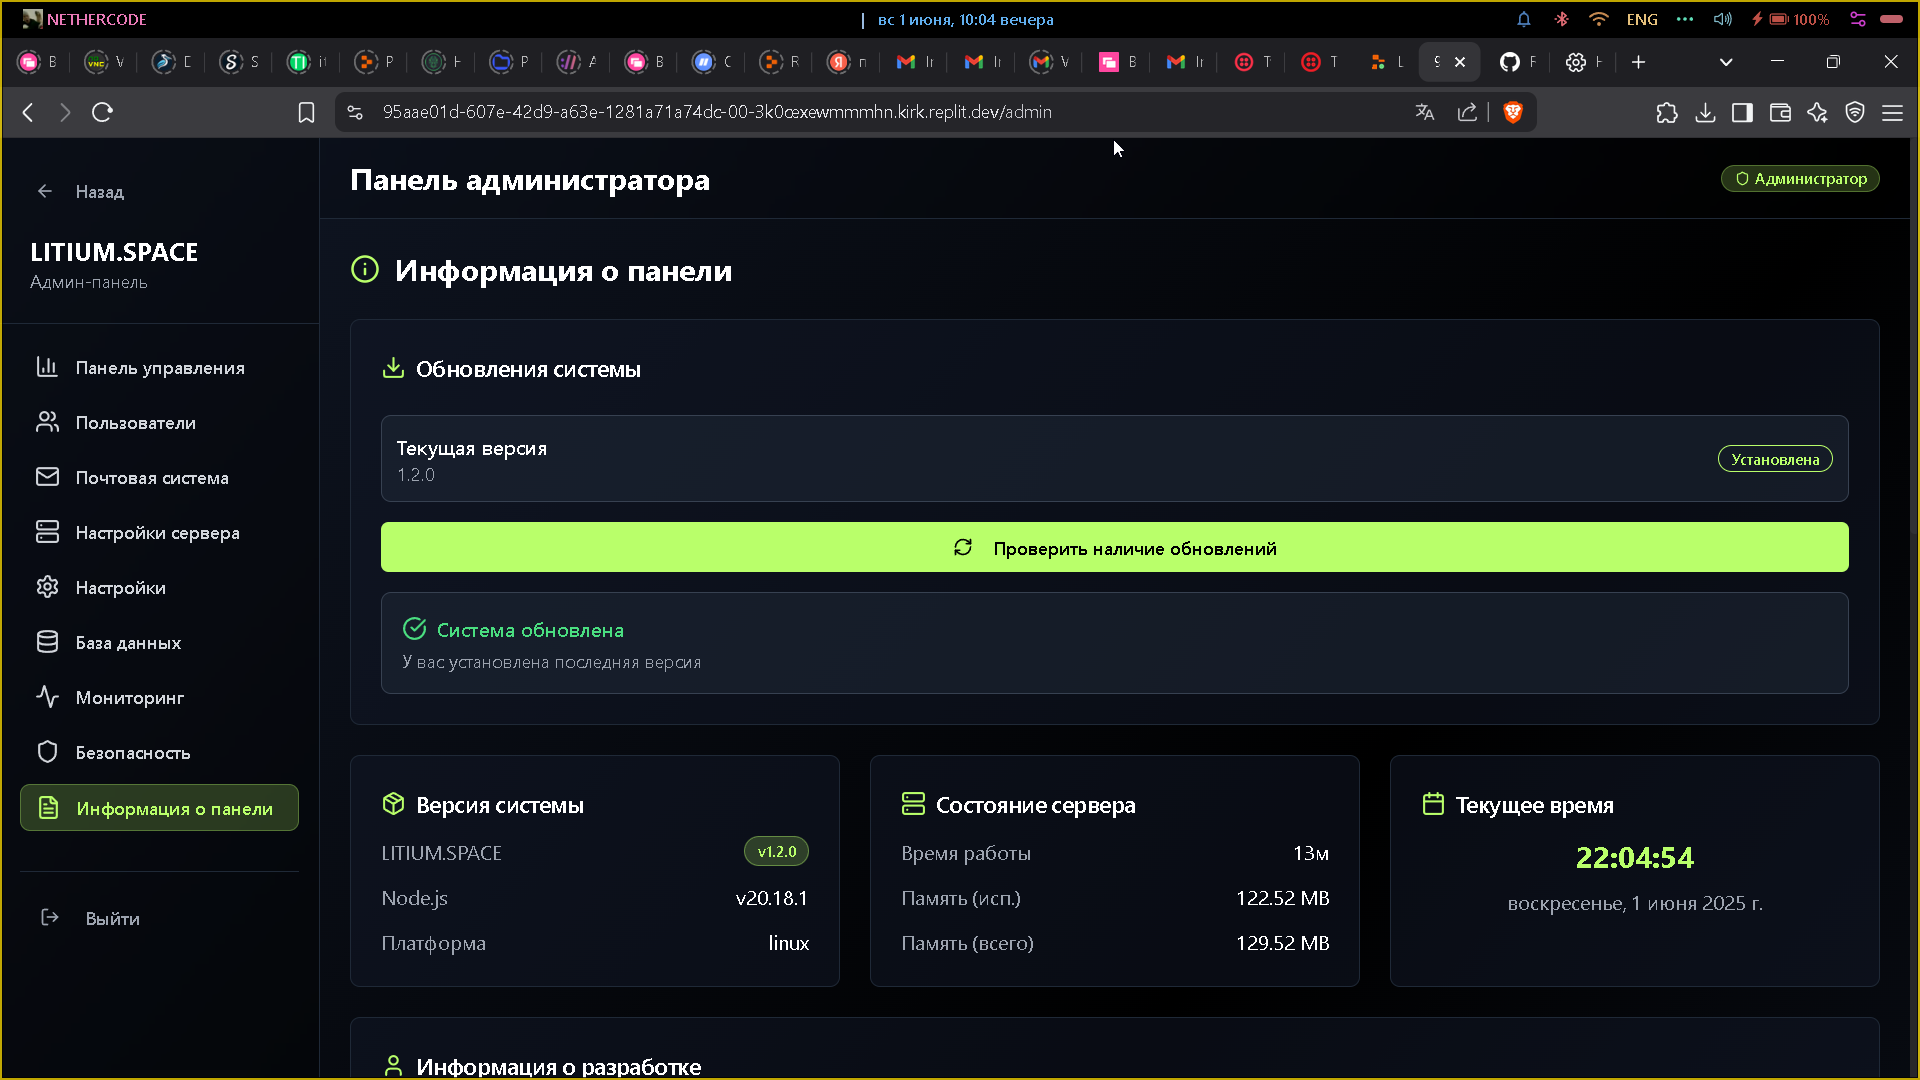 NETHERCODE
вс 1 июня, 10:04 вечера
ENG
100%
95aae01d-607e-42d9-a63e-1281a71a74dc-00-3k0œxewmmmhn.kirk.replit.dev/admin
Назад
Панель администратора
Администратор
LITIUM.SPACE
Админ-панель
Информация о панели
Панель управления
Пользователи
Почтовая система
Настройки сервера
Настройки
База данных
Мониторинг
Безопасность
Информация о панели
Выйти
Обновления системы
Текущая версия
1.2.0
Установлена
Проверить наличие обновлений
Система обновлена
У вас установлена последняя версия
Версия системы
LITIUM.SPACE v1.2.0
Node.js v20.18.1
Платформа linux
Состояние сервера
Время работы 13м
Память (исп.) 122.52 MB
Память (всего) 129.52 MB
Текущее время
22:04:54
воскресенье, 1 июня 2025 г.
Информация о разработке